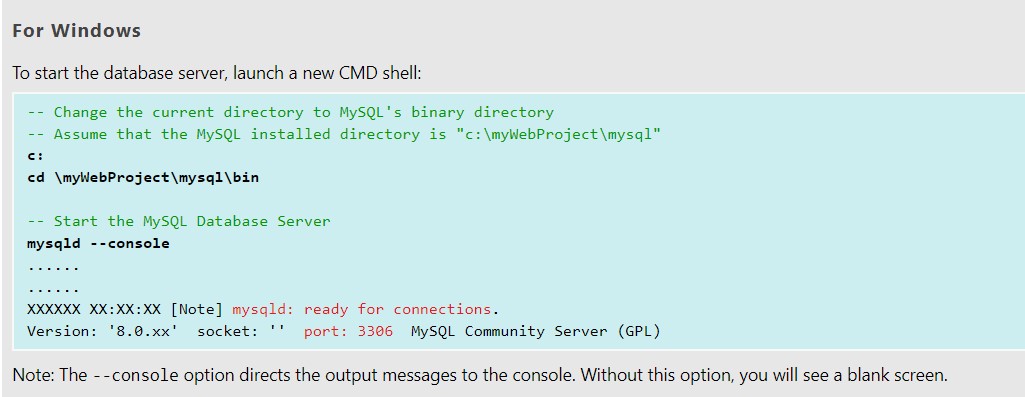 For Windows
To start the database server, launch a new CMD shell:
-- Change the current directory to MySQL's binary directory
-- Assume that the MySQL installed directory is "c:\myWebProject\mysql"
c:
cd \myWebProject\mysql\bin
-- Start the MySQL Database Server
mysqld --console
......
......
XXXXXX XX:XX:XX [Note] mysqld: ready for connections.
Version: '8.0.xx'  socket: ''  port: 3306  MySQL Community Server (GPL)
Note: The --console option directs the output messages to the console. Without this option, you will see a blank screen.